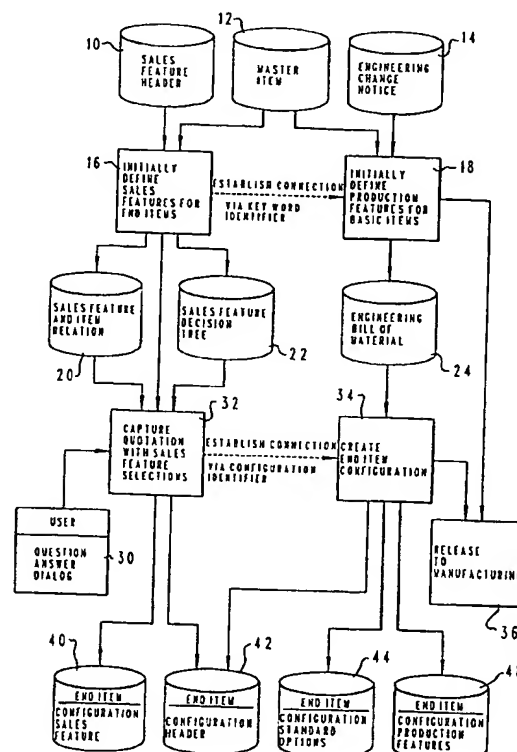 10
SALES
FEATURE
HEADER
12
MASTER
ITEM
14
ENGINEERING
CHANGE
NOTICE
16
INITIALLY
DEFINE
SALES
FEATURES FOR
END ITEMS
ESTABLISH CONNECTION
VIA KEY WORD
IDENTIFIER
18
INITIALLY
DEFINE
PRODUCTION
FEATURES FOR
BASIC ITEMS
SALES FEATURE
AND ITEM
RELATION
20
SALES FEATURE
DECISION
TREE
22
ENGINEERING
BILL OF
MATERIAL
24
32
CAPTURE
QUOTATION
WITH SALES
FEATURE
SELECTIONS
ESTABLISH CONNECTION
VIA CONFIGURATION
IDENTIFIER
34
CREATE
END ITEM
CONFIGURATION
USER
QUESTION
ANSWER
DIALOG
30
RELEASE
TO
MANUFACTURING
36
40
END ITEM
CONFIGURATION
SALES
FEATURE
42
END ITEM
CONFIGURATION
HEADER
44
END ITEM
CONFIGURATION
STANDARD
OPTIONS
END ITEM
CONFIGURATION
PRODUCTION
FEATURES